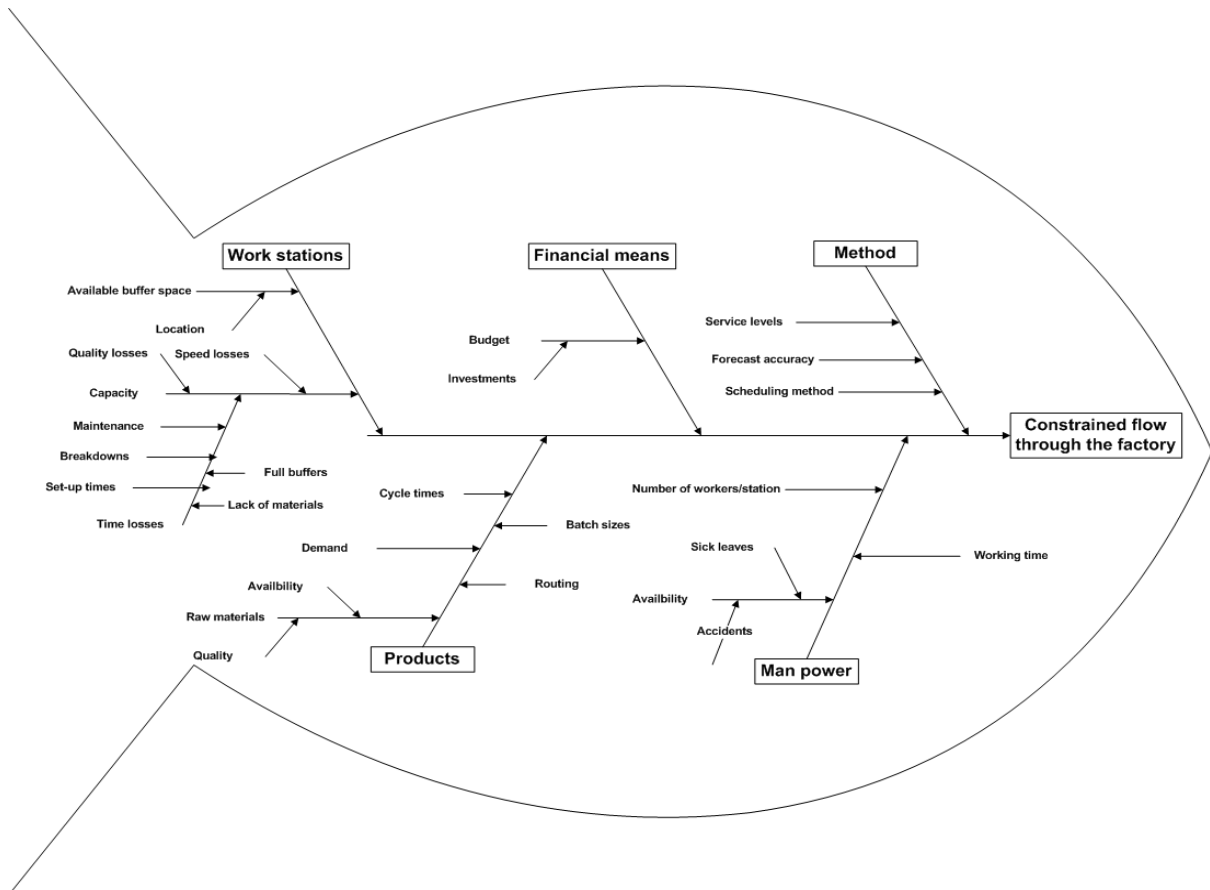 Work stations
Financial means
Method
Available buffer space
Location
Quality losses
Speed losses
Capacity
Maintenance
Breakdowns
Full buffers
Set-up times
Lack of materials
Time losses
Budget
Investments
Service levels
Forecast accuracy
Scheduling method
Constrained flow
through the factory
Cycle times
Batch sizes
Demand
Routing
Availbility
Raw materials
Quality
Products
Number of workers/station
Sick leaves
Working time
Availbility
Accidents
Man power